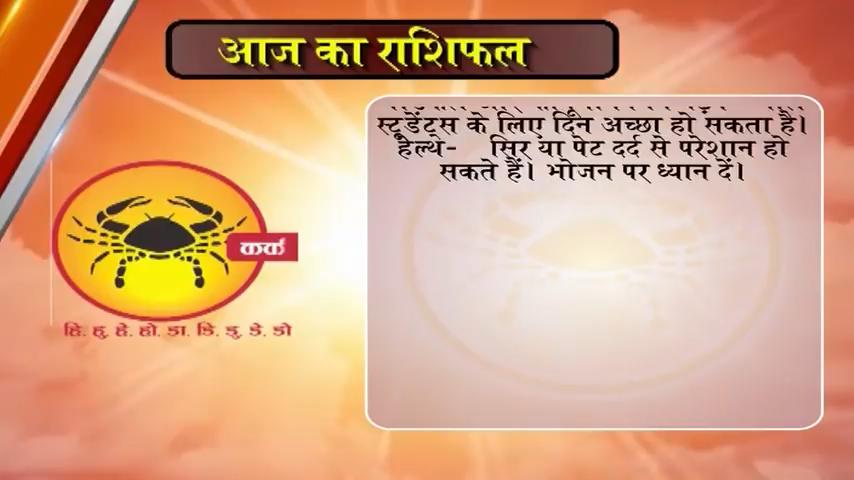 आज का राशिफल
स्टूडेंट्स के लिए दिन अच्छा हो सकता है।
हेल्थ- सिर या पेट दर्द से परेशान हो
सकते हैं। भोजन पर ध्यान दें।
कर्क
हि. हु. हे. हो. डा. डि. डु. डे. डो